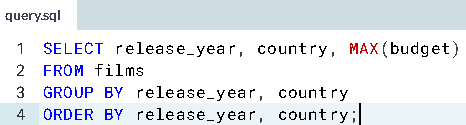 query.sql
1 SELECT release_year, country, MAX(budget)
2 FROM films
3 GROUP BY release_year, country
4 ORDER BY release_year, country;